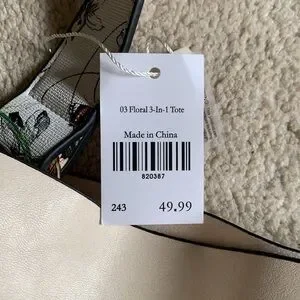 03 Floral 3-In-1 Tote
Made in China
820387
243 49.99